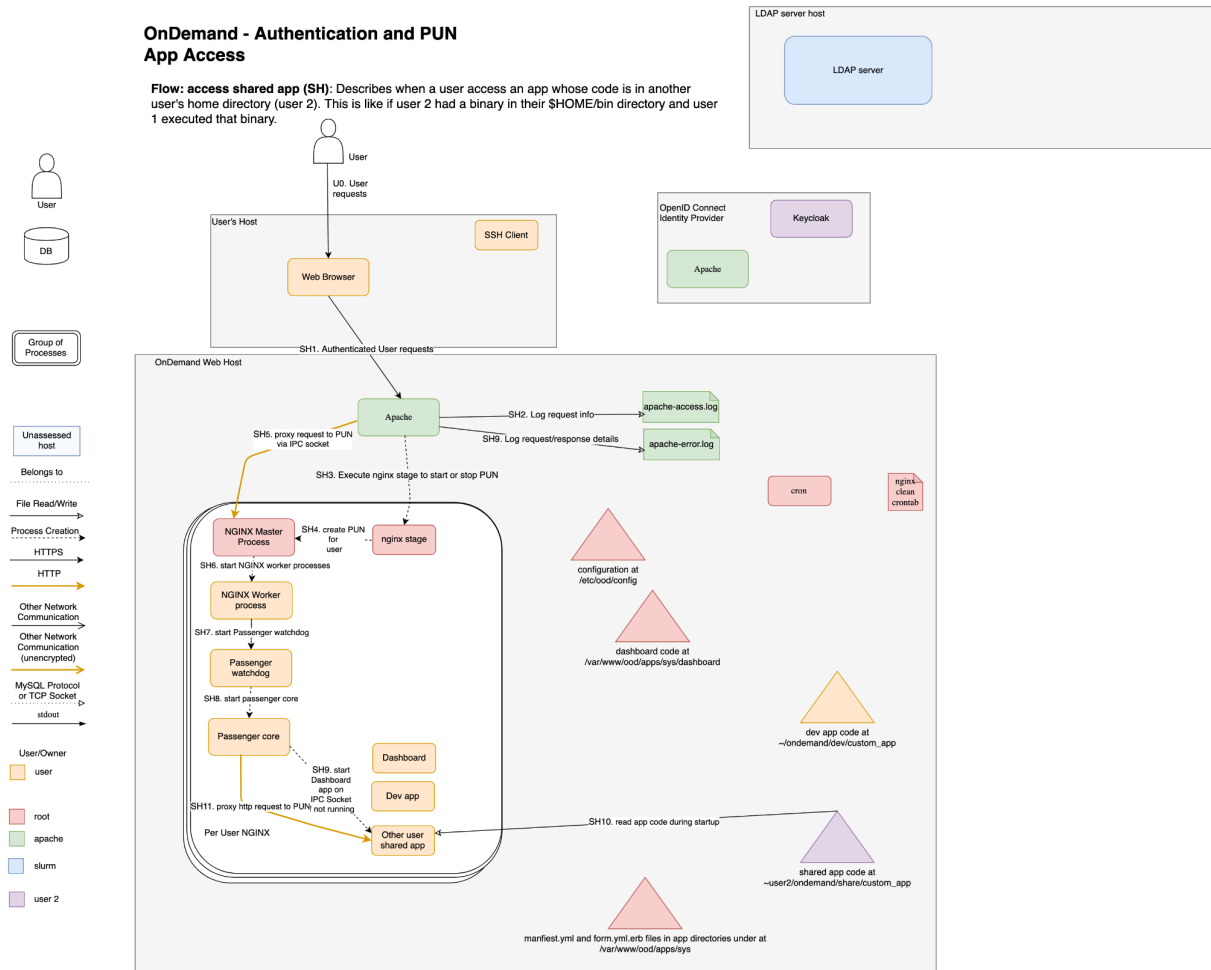 OnDemand - Authentication and PUN
App Access
Flow: access shared app (SH): Describes when a user access an app whose code is in another
user's home directory (user 2). This is like if user 2 had a binary in their $HOME/bin directory and user
1 executed that binary.
LDAP server host
LDAP server
User
U0. User
requests
User
DB
Group of
Processes
User's Host
SSH Client
Web Browser
OpenID Connect
Identity Provider
Keycloak
Apache
SH1. Authenticated User requests
OnDemand Web Host
Apache
SH2. Log request info
apache-access.log
SH9. Log request/response details
apache-error.log
SH5. proxy request to PUN
via IPC socket
SH3. Execute nginx stage to start or stop PUN
cron
nginx
clean
crontab
NGINX Master
Process
SH4. create PUN
for
user
nginx stage
SH6. start NGINX worker processes
NGINX Worker
process
SH7. start Passenger watchdog
Passenger
watchdog
SH8. start passenger core
Passenger core
SH9. start
Dashboard
app on
IPC Socket
not running
Dashboard
Dev app
SH11. proxy http request to PUN
Per User NGINX
Other user
shared app
SH10. read app code during startup
configuration at
/etc/ood/config
dashboard code at
/var/www/ood/apps/sys/dashboard
dev app code at
~/ondemand/dev/custom_app
shared app code at
~user2/ondemand/share/custom_app
manfiest.yml and form.yml.erb files in app directories under at
/var/www/ood/apps/sys
Unassessed
host
Belongs to
File Read/Write
Process Creation
HTTPS
HTTP
Other Network
Communication
Other Network
Communication
(unencrypted)
MySQL Protocol
or TCP Socket
stdout
User/Owner
user
root
apache
slurm
user 2